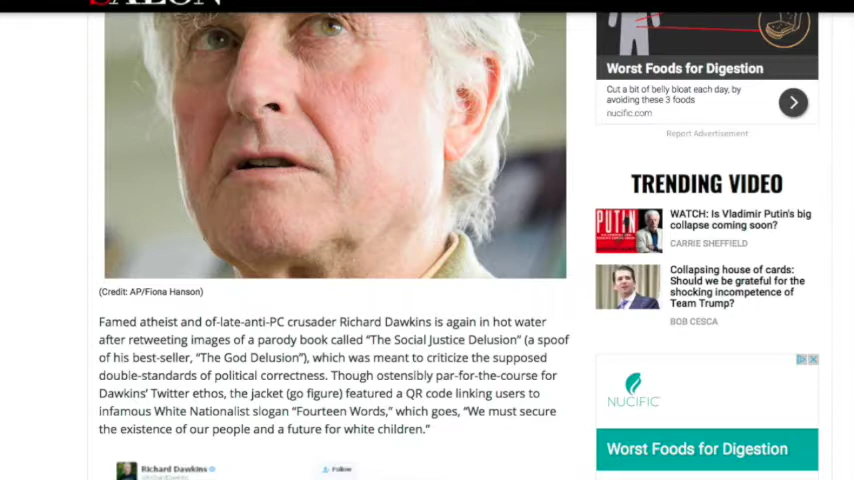 SALON
Worst Foods for Digestion
Cut a bit of belly bloat each day, by
avoiding these 3 foods
nucific.com
Report Advertisement
TRENDING VIDEO
PUTIN
WATCH: Is Vladimir Putin's big
collapse coming soon?
CARRIE SHEFFIELD
Collapsing house of cards:
Should we be grateful for the
shocking incompetence of
Team Trump?
BOB CESCA
(Credit: AP/Fiona Hanson)
Famed atheist and of-late-anti-PC crusader Richard Dawkins is again in hot water
after retweeting images of a parody book called “The Social Justice Delusion” (a spoof
of his best-seller, “The God Delusion”), which was meant to criticize the supposed
double-standards of political correctness. Though ostensibly par-for-the-course for
Dawkins’ Twitter ethos, the jacket (go figure) featured a QR code linking users to
infamous White Nationalist slogan “Fourteen Words,” which goes, “We must secure
the existence of our people and a future for white children.”
NUCIFIC
Worst Foods for Digestion
Richard Dawkins
Follow